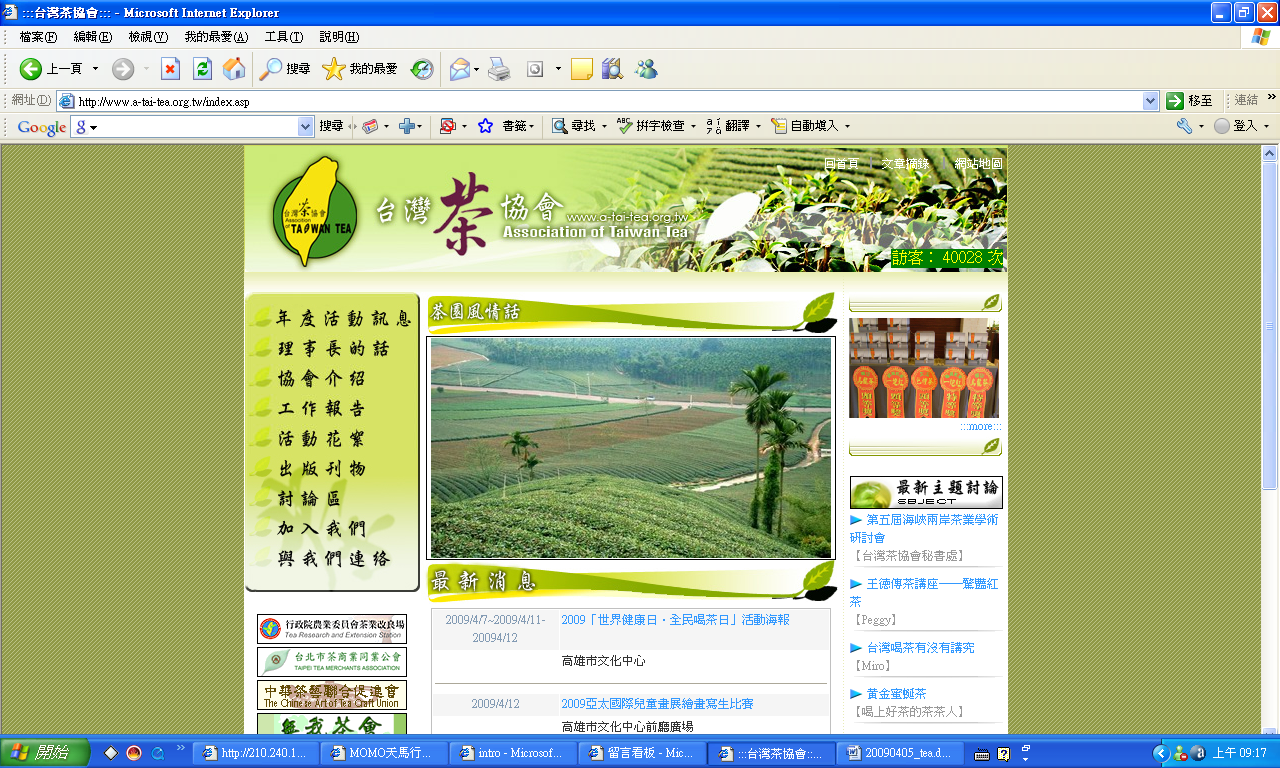 :::台灣茶協會::: - Microsoft Internet Explorer
檔案(F) 編輯(E) 檢視(V) 我的最愛(A) 工具(T) 說明(H)
上一頁 搜尋 我的最愛
網址(D) http://www.a-tai-tea.org.tw/index.asp 移至 連結 »
Google 搜尋 書籤 尋找 拼字檢查 翻譯 自動填入 登入
回首頁 | 文章摘錄 | 網站地圖
台灣茶協會
Association of TAIWAN TEA
台灣茶協會 www.a-tai-tea.org.tw
Association of Taiwan Tea
訪客： 40028 次
年度活動訊息
理事長的話
協會介紹
工作報告
活動花絮
出版刊物
討論區
加入我們
與我們連絡
行政院農業委員會茶業改良場
Tea Research and Extension Station
台北市茶商業同業公會
TAIPEI TEA MERCHANTS ASSOCIATION
中華茶藝聯合促進會
The Chinese Art of Tea Craft Union
無我茶會
茶園風情話
最新消息
2009/4/7~2009/4/11-20094/12 2009「世界健康日‧全民喝茶日」活動海報
高雄市文化中心
2009/4/12 2009亞太國際兒童畫展繪畫寫生比賽
高雄市文化中心前廳廣場
:::more:::
最新主題討論
SBJECT
第五屆海峽兩岸茶業學術研討會
【台灣茶協會秘書處】
王德傳茶講座──驚豔紅茶
【Peggy】
台灣喝茶有沒有講究
【Miro】
黃金蜜蜒茶
【喝上好茶的茶茶人】
開始 http://210.240.1... MOMO天馬行... intro - Microsof... 留言看板 - Mic... :::台灣茶協會::... 20090405_tea.d... 上午 09:17